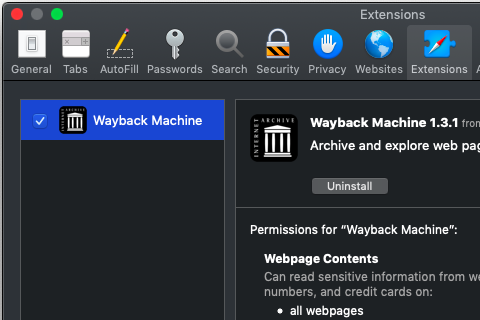 Extensions
General Tabs AutoFill Passwords Search Security Privacy Websites Extensions
Wayback Machine
INTERNET ARCHIVE
Wayback Machine 1.3.1 from
Archive and explore web
Uninstall
Permissions for “Wayback Machine”:
Webpage Contents
Can read sensitive information from
numbers, and credit cards on:
• all webpages